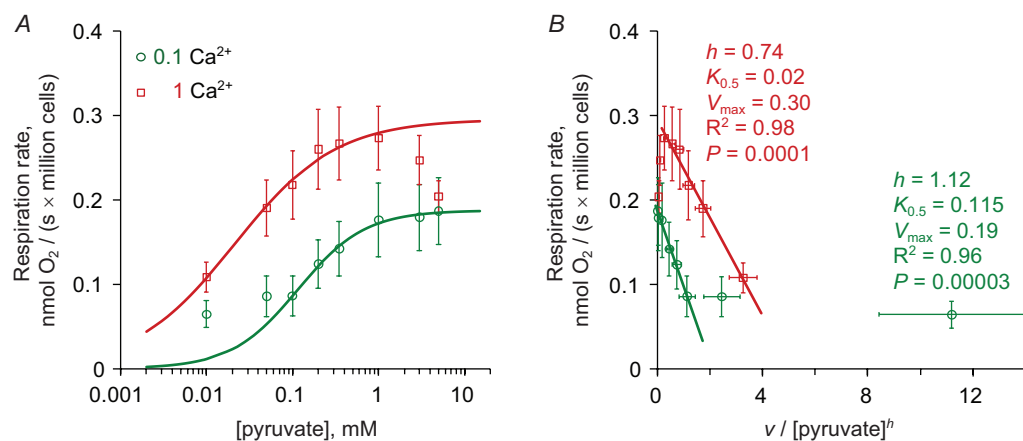 A
Respiration rate,
nmol O₂ / (s × million cells)
0.4
0.3
0.2
0.1
0
0.1 Ca²⁺
1 Ca²⁺
0.001
0.01
0.1
1
10
[pyruvate], mM
B
Respiration rate,
nmol O₂ / (s × million cells)
0.4
0.3
0.2
0.1
0
h = 0.74
K₀.₅ = 0.02
Vmax = 0.30
R² = 0.98
P = 0.0001
h = 1.12
K₀.₅ = 0.115
Vmax = 0.19
R² = 0.96
P = 0.00003
0
4
8
12
v / [pyruvate]ʰ